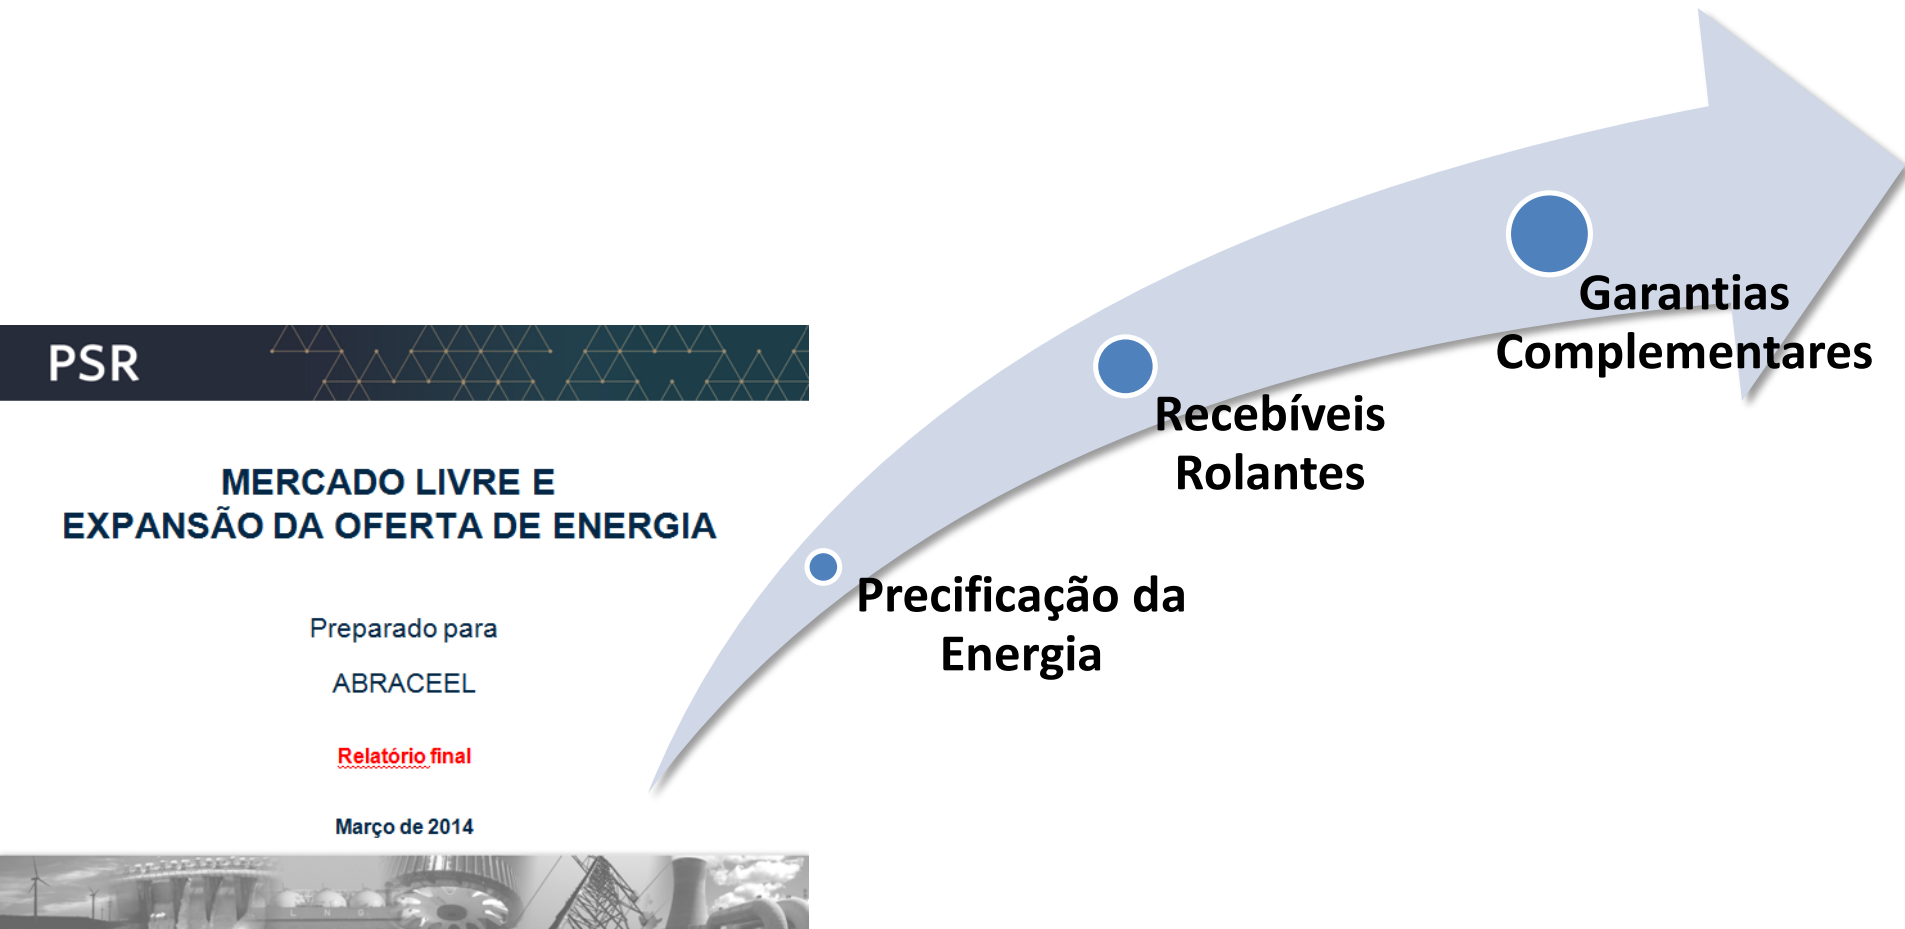 PSR
MERCADO LIVRE E
EXPANSÃO DA OFERTA DE ENERGIA
Preparado para
ABRACEEL
Relatório final
Março de 2014
L N G
Precificação da
Energia
Recebíveis
Rolantes
Garantias
Complementares